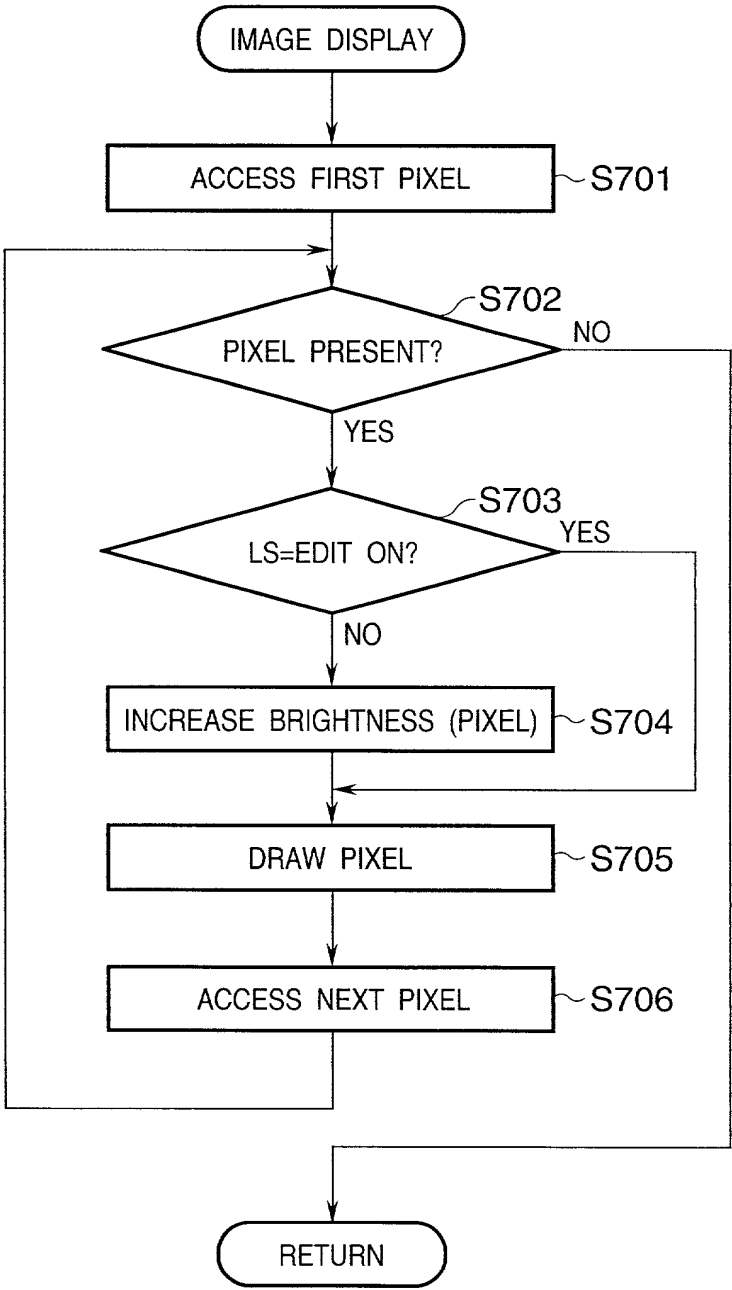 IMAGE DISPLAY
ACCESS FIRST PIXEL
S701
S702
PIXEL PRESENT?
NO
YES
S703
LS=EDIT ON?
YES
NO
INCREASE BRIGHTNESS (PIXEL)
S704
DRAW PIXEL
S705
ACCESS NEXT PIXEL
S706
RETURN